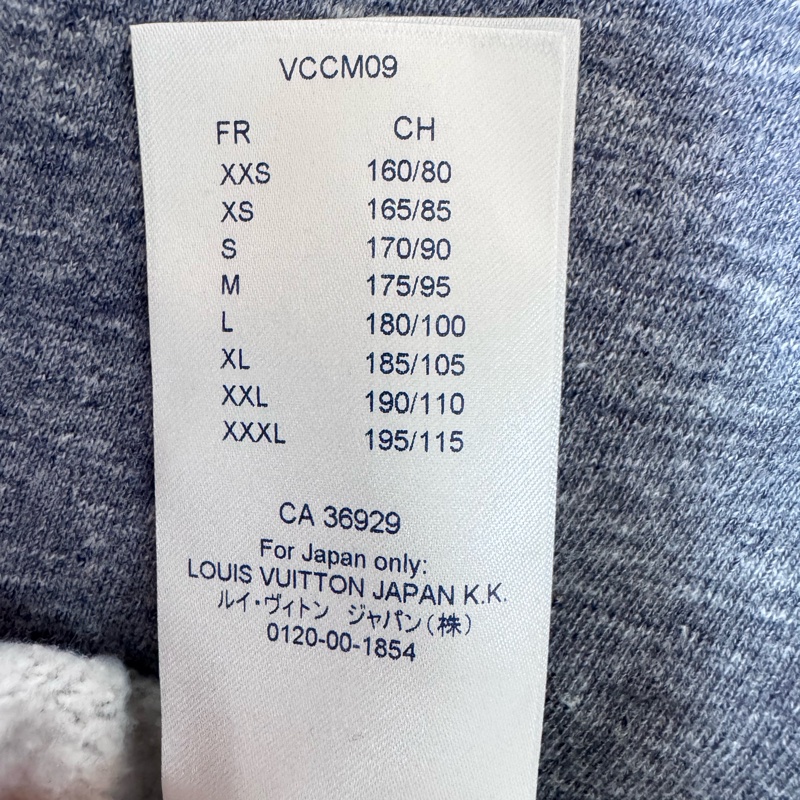 VCCM09
FR CH
XXS 160/80
XS 165/85
S 170/90
M 175/95
L 180/100
XL 185/105
XXL 190/110
XXXL 195/115
CA 36929
For Japan only:
LOUIS VUITTON JAPAN K.K.
ルイ・ヴィトン ジャパン(株)
0120-00-1854